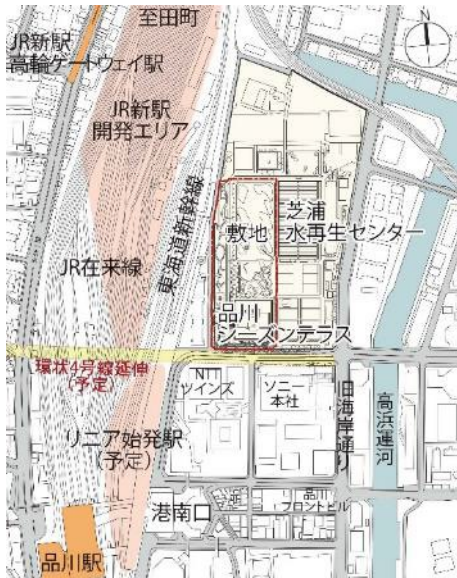 至田町
N
JR新駅
高輪ゲートウェイ駅
JR新駅
開発エリア
東海道新幹線
芝浦
水再生センター
敷地
JR在来線
品川
シーズンテラス
環状4号線延伸
(予定)
NTT
ツインズ
ソニー
本社
旧海岸通り
高浜運河
リニア始発駅
(予定)
港南口
品川
フロントビル
品川駅